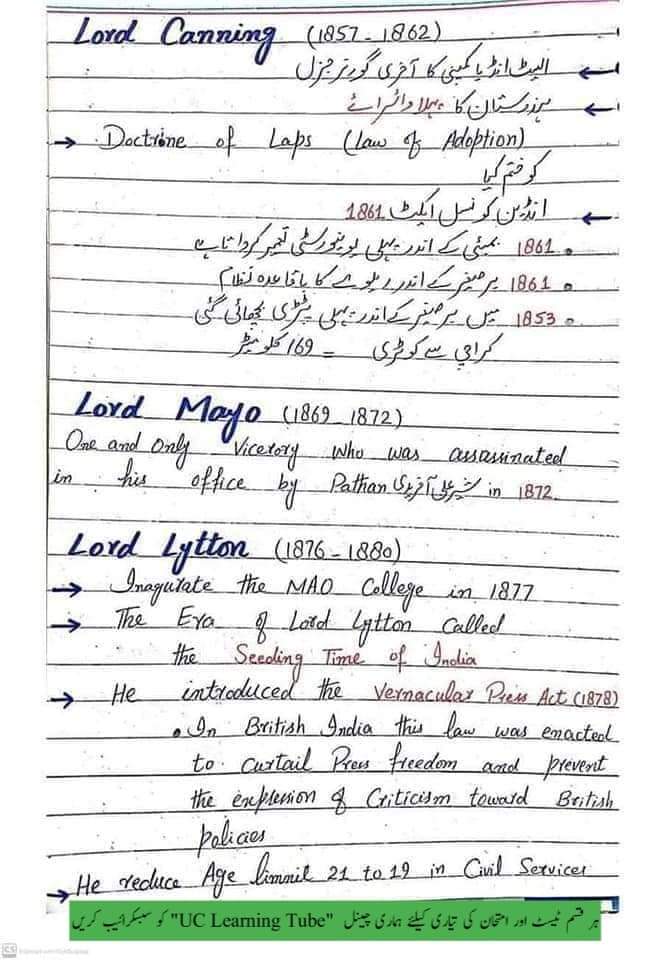 Lord Canning (1857-1862)
ایسٹ انڈیا کمپنی کا آخری گورنر جنرل ←
ہندوستان کا پہلا وائسرائے ←
→ Doctrine of Laps (Law of Adoption)
کو ختم کیا
انڈین کونسل ایکٹ 1861 ←
• 1861 بمبئی کے اندر پہلی یونیورسٹی تعمیر کرواتا ہے
• 1861 برصغیر کے اندر ریلوے کا باقاعدہ نظام
• 1853 میں برصغیر کے اندر پہلی پٹڑی بچھائی گئی
کراچی سے کوٹری = 169 کلومیٹر
Lord Mayo (1869-1872)
One and only Vicerory who was assassinated
in his office by Pathan شیر علی آفریدی in 1872.
Lord Lytton (1876-1880)
→ Inagurate the MAO College in 1877
→ The Era of Lord Lytton Called
the Seeding Time of India
→ He introduced the Vernacular Press Act (1878)
• In British India this law was enacted
to curtail Press freedom and prevent
the expression of Criticism toward British
policies
→ He reduce Age limnit 21 to 19 in Civil Services
ہر قسم ٹیسٹ اور امتحان کی تیاری کیلئے ہماری چینل "UC Learning Tube" کو سبسکرائیب کریں
CS